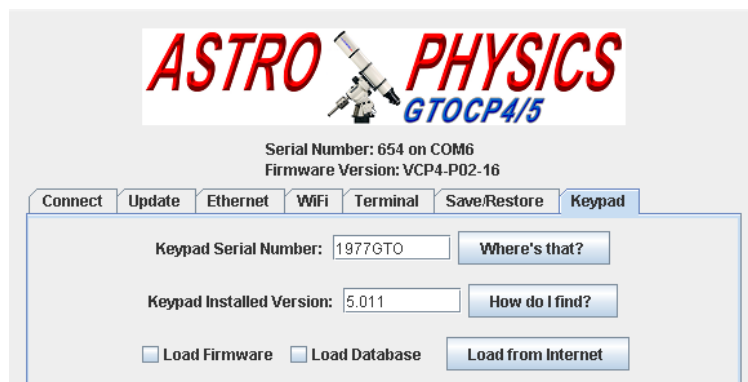 ASTRO PHYSICS
GTOCP4/5
Serial Number: 654 on COM6
Firmware Version: VCP4-P02-16
Connect Update Ethernet WiFi Terminal Save/Restore Keypad
Keypad Serial Number: 1977GTO Where's that?
Keypad Installed Version: 5.011 How do I find?
Load Firmware Load Database Load from Internet